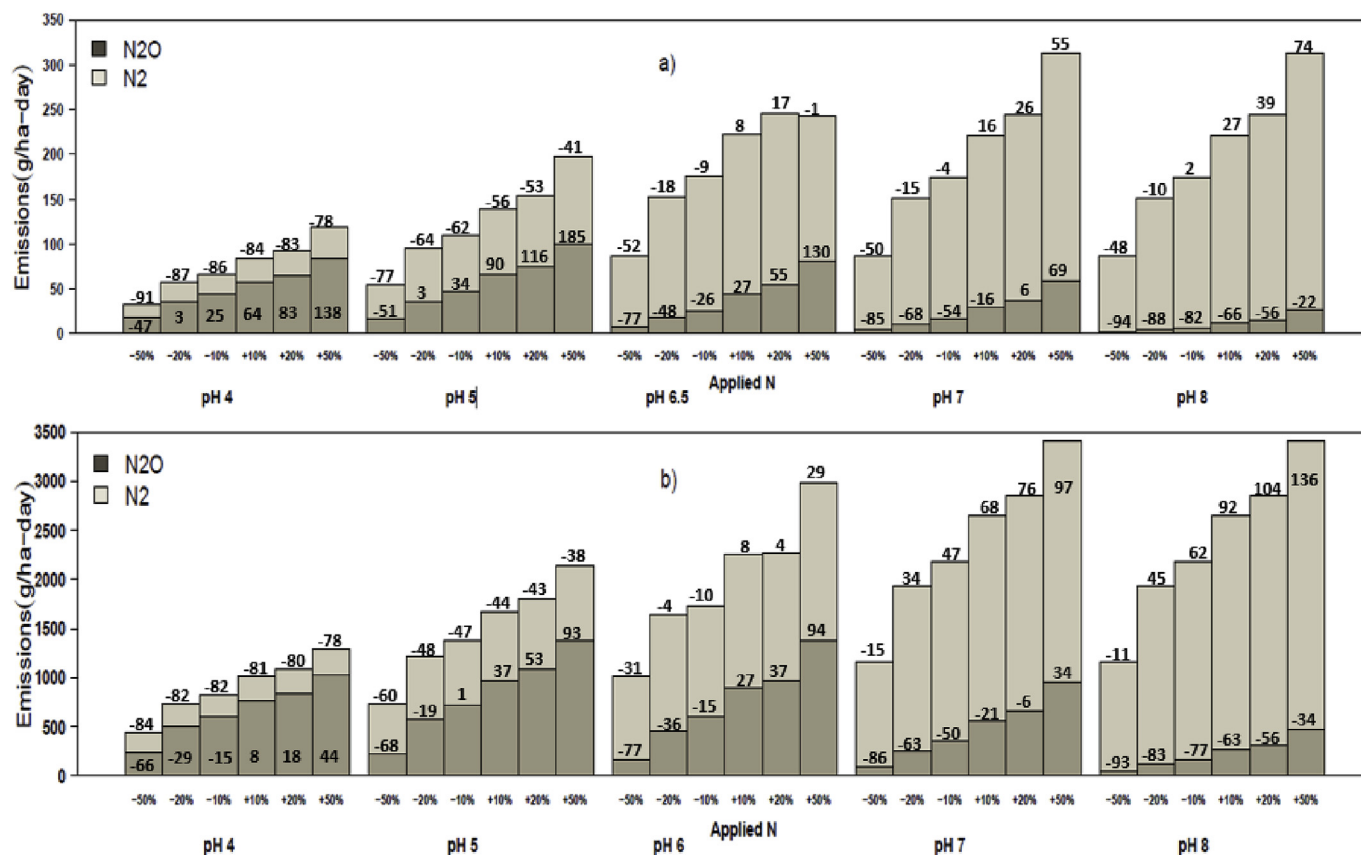 350
300
250
200
150
100
50
0
Emissions(g/ha-day)
N2O
N2
a)
-91 -87 -86 -84 -83 -78
-47 3 25 64 83 138
-77 -64 -62 -56 -53 -41
-51 3 34 90 116 185
-52 -18 -9 8 17 -1
-77 -48 -26 27 55 130
-50 -15 -4 16 26 55
-85 -68 -54 -16 6 69
-48 -10 2 27 39 74
-94 -88 -82 -66 -56 -22
-50% -20% -10% +10% +20% +50% -50% -20% -10% +10% +20% +50% -50% -20% -10% +10% +20% +50% -50% -20% -10% +10% +20% +50% -50% -20% -10% +10% +20% +50%
Applied N
pH 4 pH 5 pH 6.5 pH 7 pH 8
3500
3000
2500
2000
1500
1000
500
0
Emissions(g/ha-day)
N2O
N2
b)
-84 -82 -82 -81 -80 -78
-66 -29 -15 8 18 44
-60 -48 -47 -44 -43 -38
-68 -19 1 37 53 93
-31 -4 -10 8 4 29
-77 -36 -15 27 37 94
-15 34 47 68 76 97
-86 -63 -50 -21 -6 34
-11 45 62 92 104 136
-93 -83 -77 -63 -56 -34
-50% -20% -10% +10% +20% +50% -50% -20% -10% +10% +20% +50% -50% -20% -10% +10% +20% +50% -50% -20% -10% +10% +20% +50% -50% -20% -10% +10% +20% +50%
Applied N
pH 4 pH 5 pH 6 pH 7 pH 8